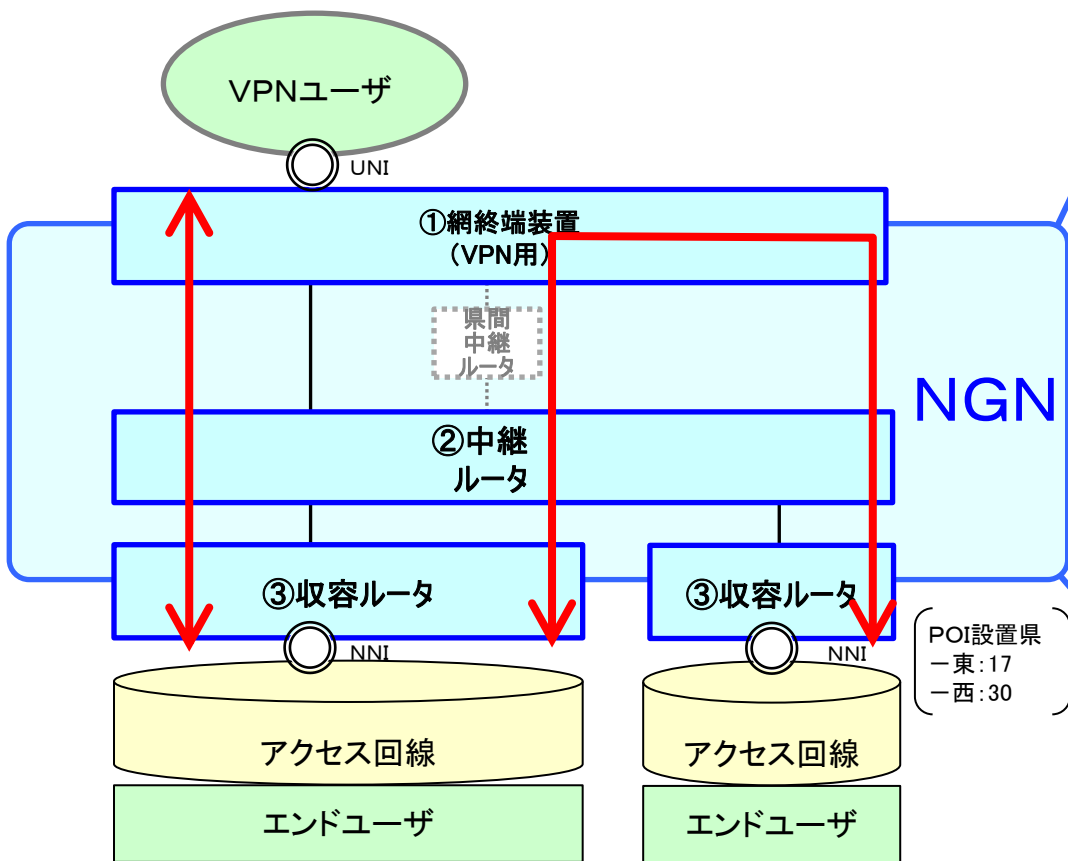 VPNユーザ
UNI
①網終端装置
（VPN用）
県間
中継
ルータ
NGN
②中継
ルータ
③収容ルータ
③収容ルータ
NNI
NNI
POI設置県
－東：17
－西：30
アクセス回線
アクセス回線
エンドユーザ
エンドユーザ